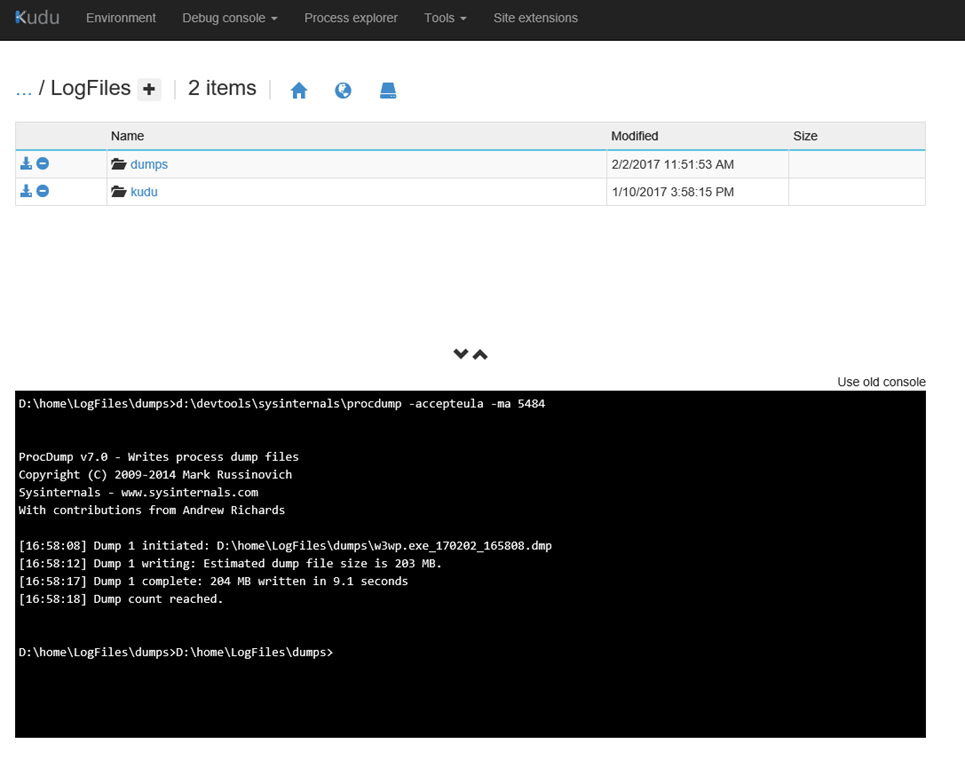 Kudu Environment Debug console Process explorer Tools Site extensions
... / LogFiles + | 2 items |
Name Modified Size
dumps 2/2/2017 11:51:53 AM
kudu 1/10/2017 3:58:15 PM
Use old console
D:\home\LogFiles\dumps>d:\devtools\sysinternals\procdump -accepteula -ma 5484
ProcDump v7.0 - Writes process dump files
Copyright (C) 2009-2014 Mark Russinovich
Sysinternals - www.sysinternals.com
With contributions from Andrew Richards
[16:58:08] Dump 1 initiated: D:\home\LogFiles\dumps\w3wp.exe_170202_165808.dmp
[16:58:12] Dump 1 writing: Estimated dump file size is 203 MB.
[16:58:17] Dump 1 complete: 204 MB written in 9.1 seconds
[16:58:18] Dump count reached.
D:\home\LogFiles\dumps>D:\home\LogFiles\dumps>